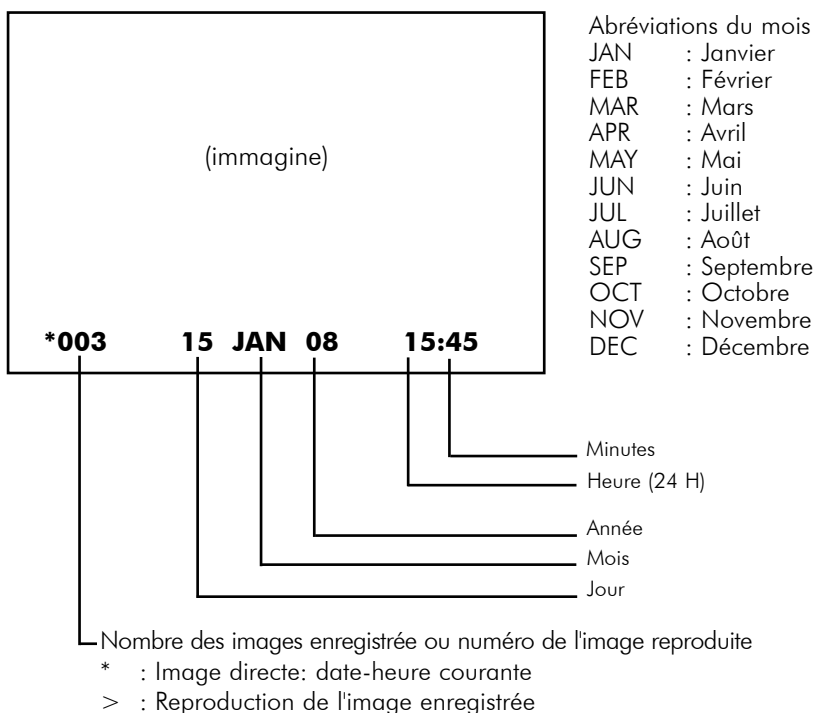 (immagine)
*003 15 JAN 08 15:45
Abréviations du mois
JAN : Janvier
FEB : Février
MAR : Mars
APR : Avril
MAY : Mai
JUN : Juin
JUL : Juillet
AUG : Août
SEP : Septembre
OCT : Octobre
NOV : Novembre
DEC : Décembre
Minutes
Heure (24 H)
Année
Mois
Jour
Nombre des images enregistrée ou numéro de l'image reproduite
* : Image directe: date-heure courante
> : Reproduction de l'image enregistrée